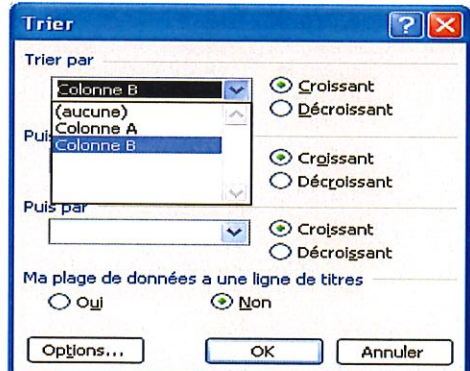 Trier
Trier par
Colonne B
Croissant
Décroissant
(aucune)
Colonne A
Colonne B
Pui
Croissant
Décroissant
Puis par
Croissant
Décroissant
Ma plage de données a une ligne de titres
Oui
Non
Options...
OK
Annuler